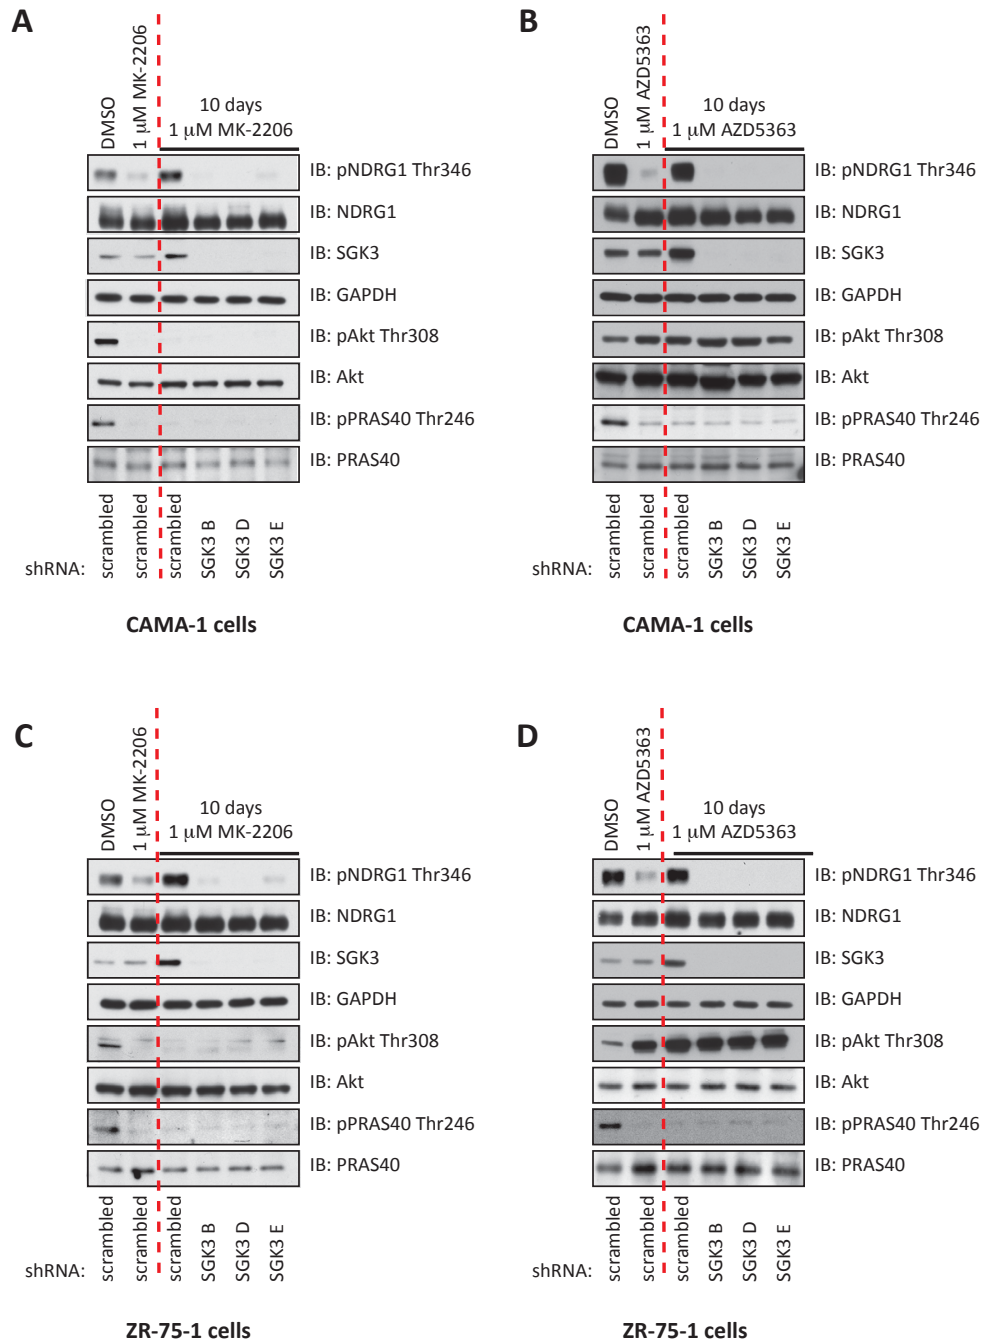 A
DMSO
1 μM MK-2206
10 days
1 μM MK-2206
IB: pNDRG1 Thr346
IB: NDRG1
IB: SGK3
IB: GAPDH
IB: pAkt Thr308
IB: Akt
IB: pPRAS40 Thr246
IB: PRAS40
shRNA:
scrambled
scrambled
scrambled
SGK3 B
SGK3 D
SGK3 E
CAMA-1 cells
B
DMSO
1 μM AZD5363
10 days
1 μM AZD5363
IB: pNDRG1 Thr346
IB: NDRG1
IB: SGK3
IB: GAPDH
IB: pAkt Thr308
IB: Akt
IB: pPRAS40 Thr246
IB: PRAS40
shRNA:
scrambled
scrambled
scrambled
SGK3 B
SGK3 D
SGK3 E
CAMA-1 cells
C
DMSO
1 μM MK-2206
10 days
1 μM MK-2206
IB: pNDRG1 Thr346
IB: NDRG1
IB: SGK3
IB: GAPDH
IB: pAkt Thr308
IB: Akt
IB: pPRAS40 Thr246
IB: PRAS40
shRNA:
scrambled
scrambled
scrambled
SGK3 B
SGK3 D
SGK3 E
ZR-75-1 cells
D
DMSO
1 μM AZD5363
10 days
1 μM AZD5363
IB: pNDRG1 Thr346
IB: NDRG1
IB: SGK3
IB: GAPDH
IB: pAkt Thr308
IB: Akt
IB: pPRAS40 Thr246
IB: PRAS40
shRNA:
scrambled
scrambled
scrambled
SGK3 B
SGK3 D
SGK3 E
ZR-75-1 cells